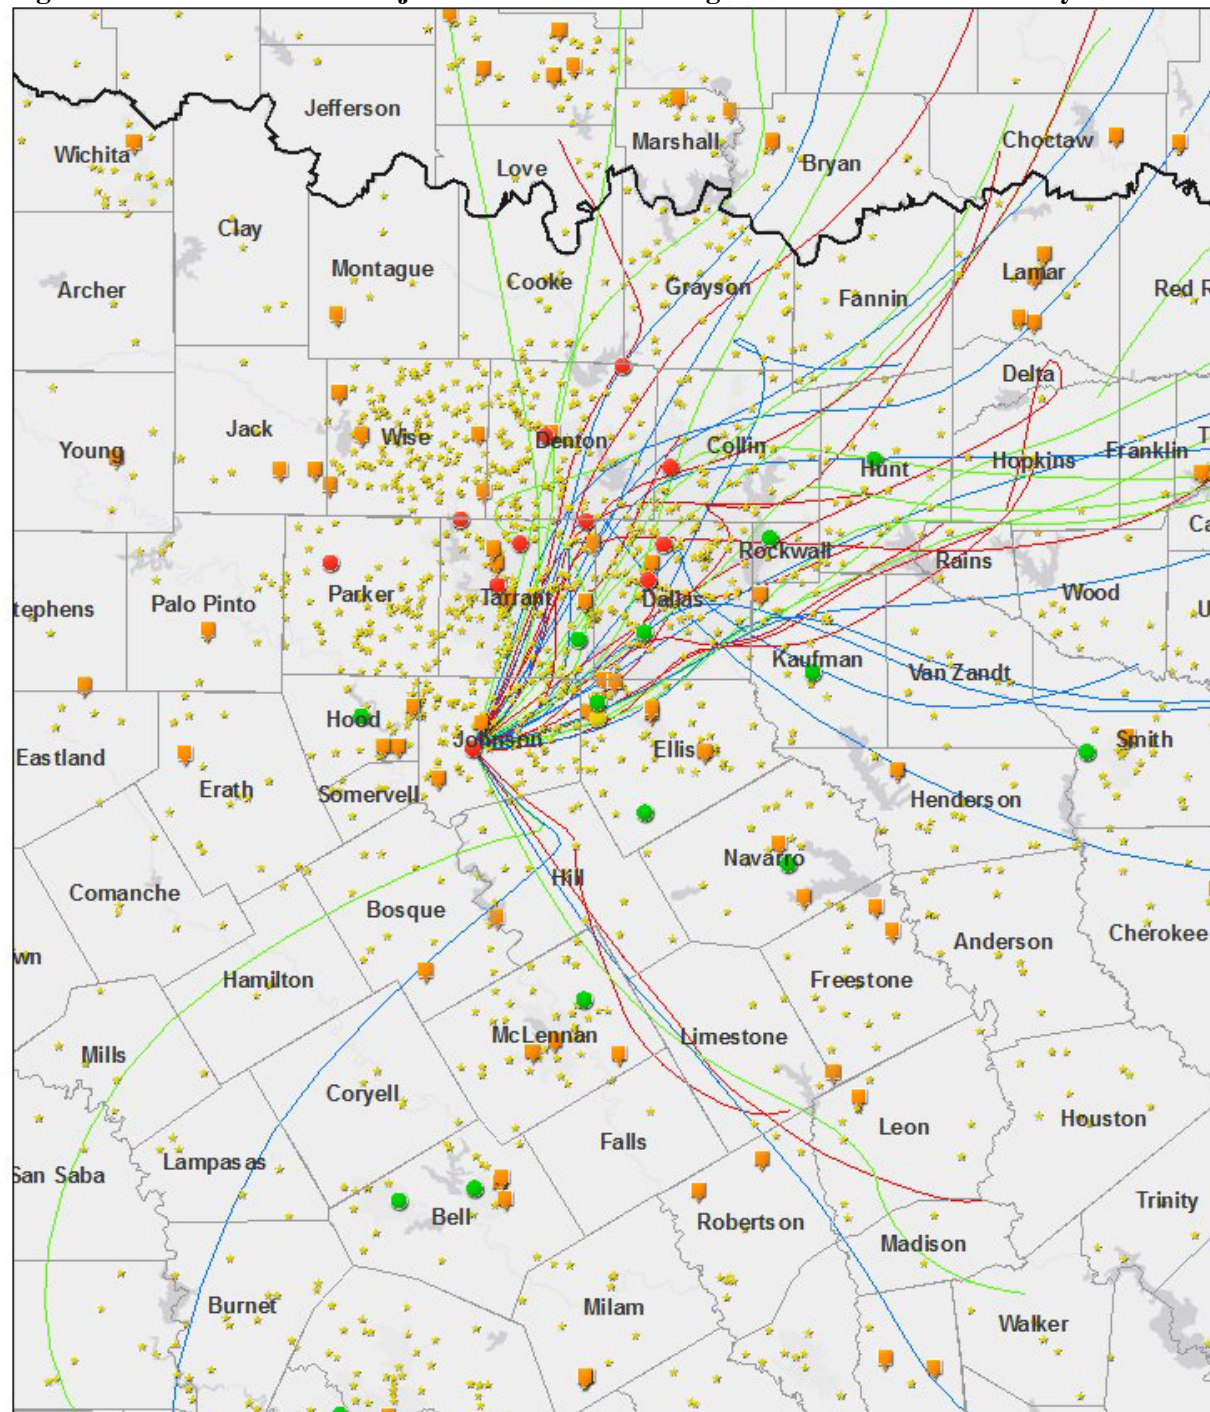 Jefferson
Marshall
Choctaw
Wichita
Love
Bryan
Clay
Montague
Cooke
Grayson
Lamar
Archer
Fannin
Red R
Delta
Jack
Wise
Denton
Collin
Young
Hunt
Hopkins
Franklin
T
Ca
Rockwall
Rains
Parker
Tarrant
Dallas
Wood
tephens
Palo Pinto
U
Kaufman
Van Zandt
Hood
Johnson
Ellis
Smith
Eastland
Erath
Somervell
Henderson
Navarro
Hill
Comanche
Bosque
Cherokee
Anderson
wn
Hamilton
Freestone
McLennan
Limestone
Mills
Coryell
Leon
Houston
Falls
Lampasas
San Saba
Trinity
Bell
Robertson
Madison
Burnet
Milam
Walker